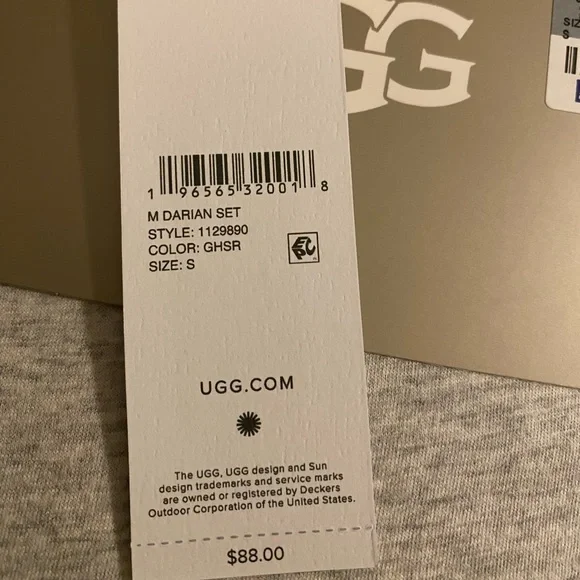 UGG
SIZ
S
1 96565 32001 8
M DARIAN SET
STYLE: 1129890
COLOR: GHSR
SIZE: S
EPC
UGG.COM
The UGG, UGG design and Sun
design trademarks and service marks
are owned or registered by Deckers
Outdoor Corporation of the United States.
$88.00